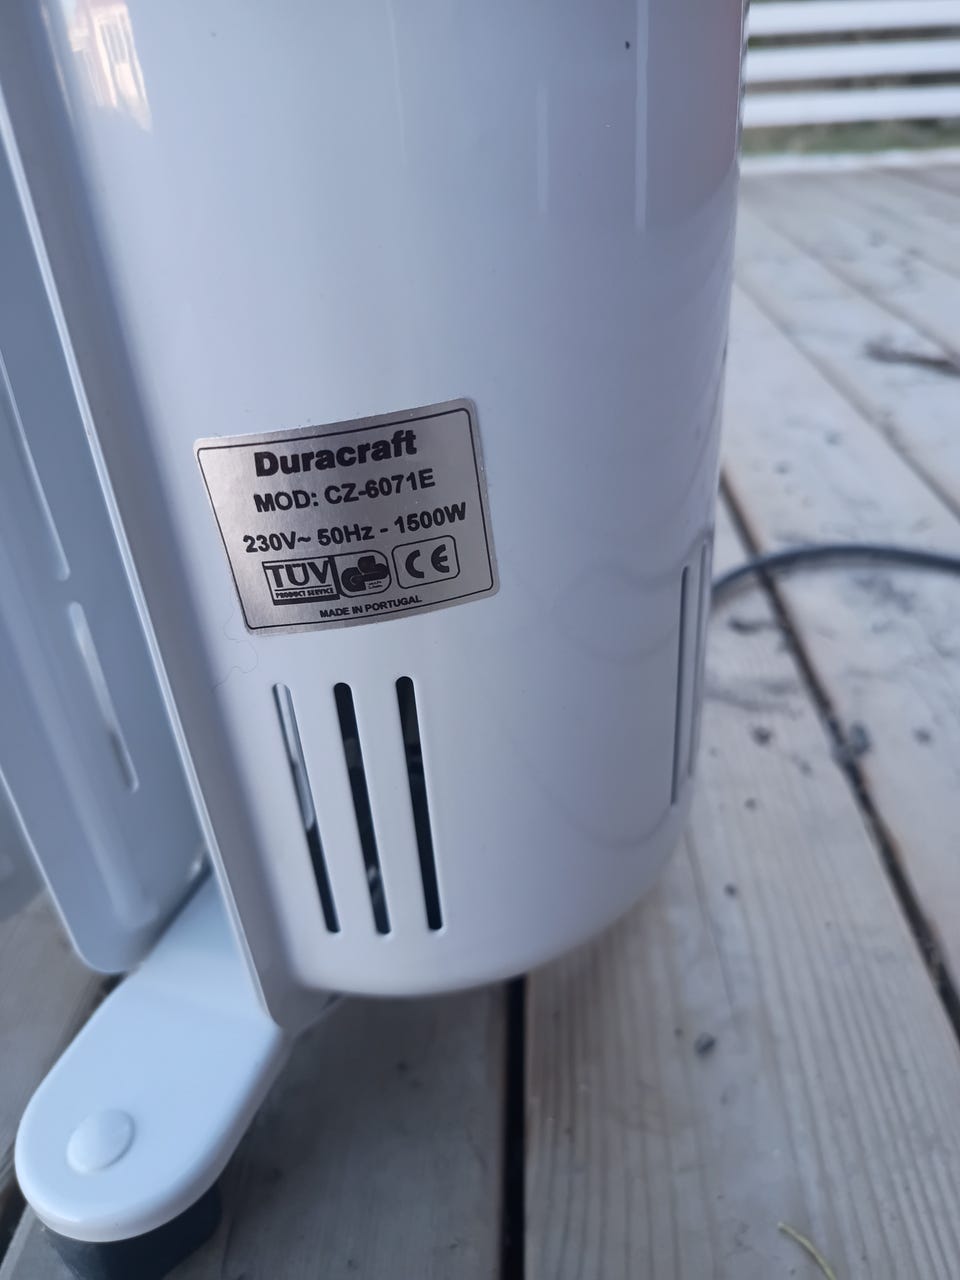 Duracraft
MOD: CZ-6071E
230V~ 50Hz - 1500W
TÜV
PRODUCT SERVICE
CE
MADE IN PORTUGAL